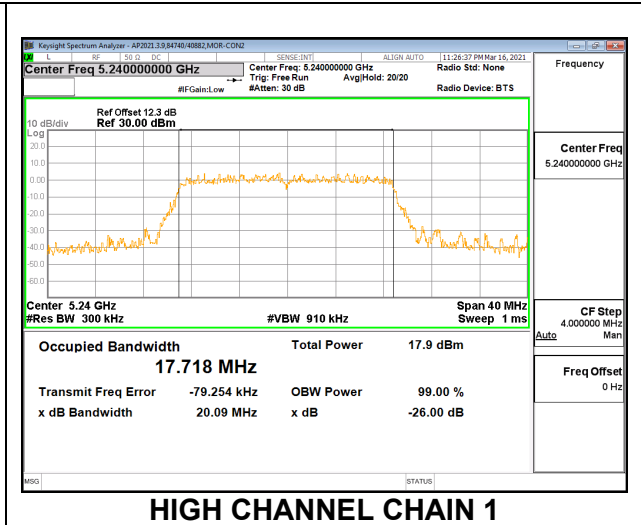 Keysight Spectrum Analyzer - AP2021.3.9,84740/40882,MOR-CON2
LXI L RF 50 Ω DC SENSE:INT ALIGN AUTO 11:26:37 PM Mar 16, 2021
Center Freq 5.240000000 GHz Center Freq: 5.240000000 GHz Radio Std: None
Trig: Free Run Avg|Hold: 20/20
#IFGain:Low #Atten: 30 dB Radio Device: BTS
Frequency
Ref Offset 12.3 dB
10 dB/div Ref 30.00 dBm
Log
20.0
10.0
0.00
-10.0
-20.0
-30.0
-40.0
-50.0
-60.0
Center Freq
5.240000000 GHz
Center 5.24 GHz Span 40 MHz
#Res BW 300 kHz #VBW 910 kHz Sweep 1 ms
CF Step
4.000000 MHz
Auto Man
Freq Offset
0 Hz
Occupied Bandwidth Total Power 17.9 dBm
17.718 MHz
Transmit Freq Error -79.254 kHz OBW Power 99.00 %
x dB Bandwidth 20.09 MHz x dB -26.00 dB
MSG STATUS
HIGH CHANNEL CHAIN 1